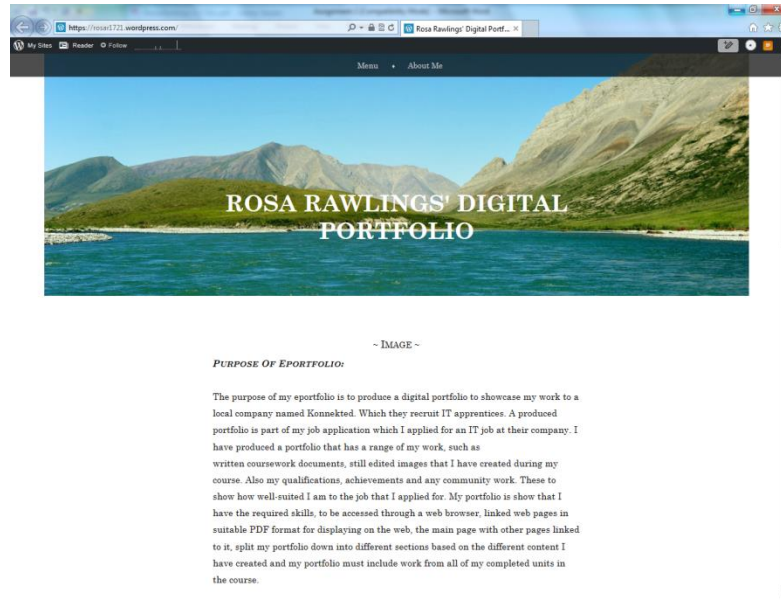 https://rosar1721.wordpress.com/
Rosa Rawlings' Digital Portf...
My Sites Reader Follow
Menu • About Me
ROSA RAWLINGS' DIGITAL
PORTFOLIO
~ IMAGE ~
PURPOSE OF EPORTFOLIO:
The purpose of my eportfolio is to produce a digital portfolio to showcase my work to a
local company named Konnekted. Which they recruit IT apprentices. A produced
portfolio is part of my job application which I applied for an IT job at their company. I
have produced a portfolio that has a range of my work, such as
written coursework documents, still edited images that I have created during my
course. Also my qualifications, achievements and any community work. These to
show how well-suited I am to the job that I applied for. My portfolio is show that I
have the required skills, to be accessed through a web browser, linked web pages in
suitable PDF format for displaying on the web, the main page with other pages linked
to it, split my portfolio down into different sections based on the different content I
have created and my portfolio must include work from all of my completed units in
the course.